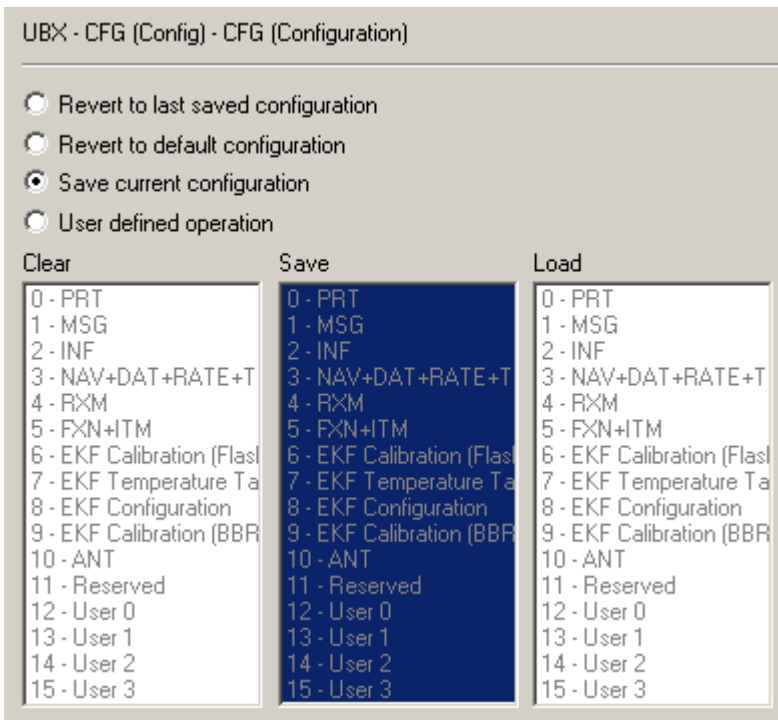 UBX - CFG (Config) - CFG (Configuration)
Revert to last saved configuration
Revert to default configuration
Save current configuration
User defined operation
Clear
0 - PRT
1 - MSG
2 - INF
3 - NAV+DAT+RATE+T
4 - RXM
5 - FXN+ITM
6 - EKF Calibration (Flas
7 - EKF Temperature Ta
8 - EKF Configuration
9 - EKF Calibration (BBR
10 - ANT
11 - Reserved
12 - User 0
13 - User 1
14 - User 2
15 - User 3
Save
0 - PRT
1 - MSG
2 - INF
3 - NAV+DAT+RATE+T
4 - RXM
5 - FXN+ITM
6 - EKF Calibration (Flas
7 - EKF Temperature Ta
8 - EKF Configuration
9 - EKF Calibration (BBR
10 - ANT
11 - Reserved
12 - User 0
13 - User 1
14 - User 2
15 - User 3
Load
0 - PRT
1 - MSG
2 - INF
3 - NAV+DAT+RATE+T
4 - RXM
5 - FXN+ITM
6 - EKF Calibration (Flas
7 - EKF Temperature Ta
8 - EKF Configuration
9 - EKF Calibration (BBR
10 - ANT
11 - Reserved
12 - User 0
13 - User 1
14 - User 2
15 - User 3